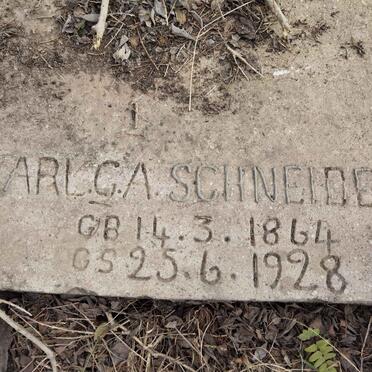 ARL G.A. SCHNEIDE
GB 14.3.1864
GS 25.6.1928